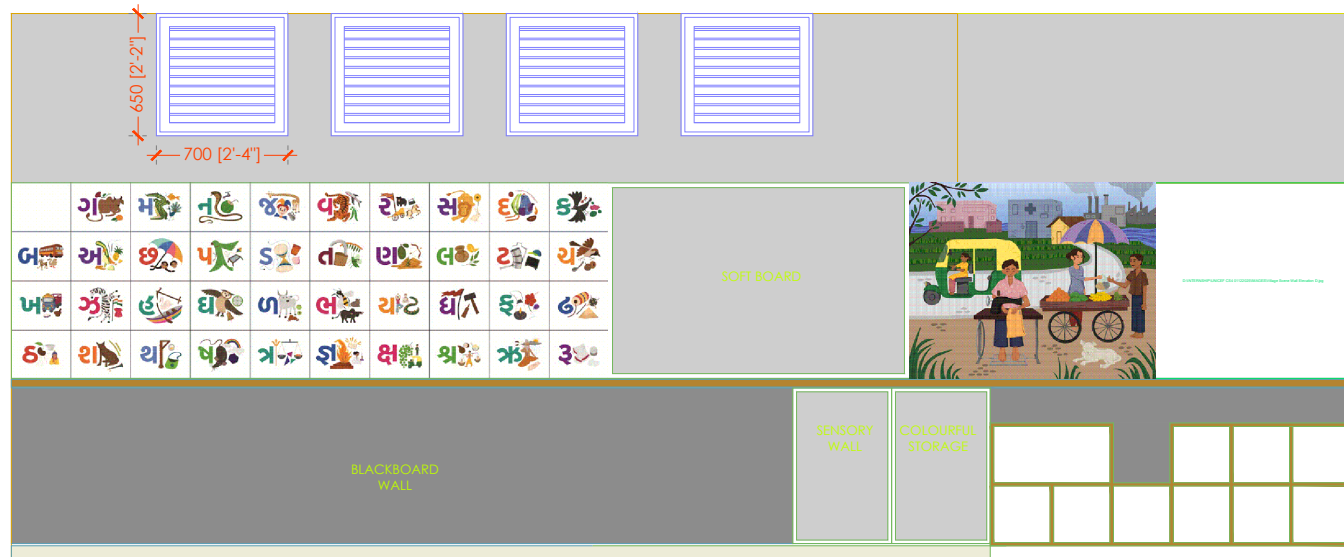 650 [2'-2"]
700 [2'-4"]
ગ મ ન જ વ ર સ દ ક
બ અ છ પ ડ ત ણ લ ટ ચ
ખ ઝ હ ઘ ળ ભ ય ધ ફ ઢ
ઠ શ થ ષ ત્ર જ્ઞ ક્ષ શ્ર ઋ રૂ
SOFT BOARD
SENSORY
WALL
COLOURFUL
STORAGE
BLACKBOARD
WALL